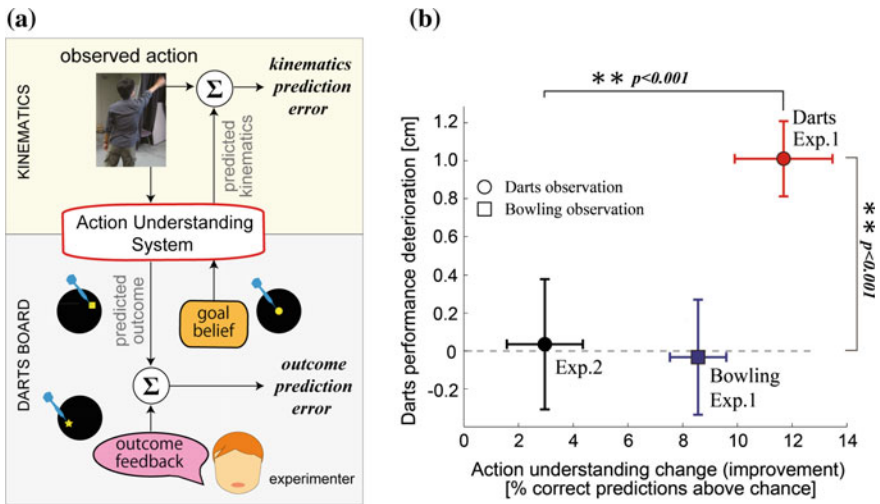 (a)
KINEMATICS
observed action
Σ
kinematics
prediction
error
predicted
kinematics
Action Understanding
System
DARTS BOARD
predicted
outcome
goal
belief
Σ
outcome
prediction
error
outcome
feedback
experimenter
(b)
** p<0.001
Darts performance deterioration [cm]
1.2
1.0
0.8
0.6
0.4
0.2
0
-0.2
Darts
Exp.1
Darts observation
Bowling observation
** p<0.001
Exp.2
Bowling
Exp.1
0 2 4 6 8 10 12 14
Action understanding change (improvement)
[% correct predictions above chance]